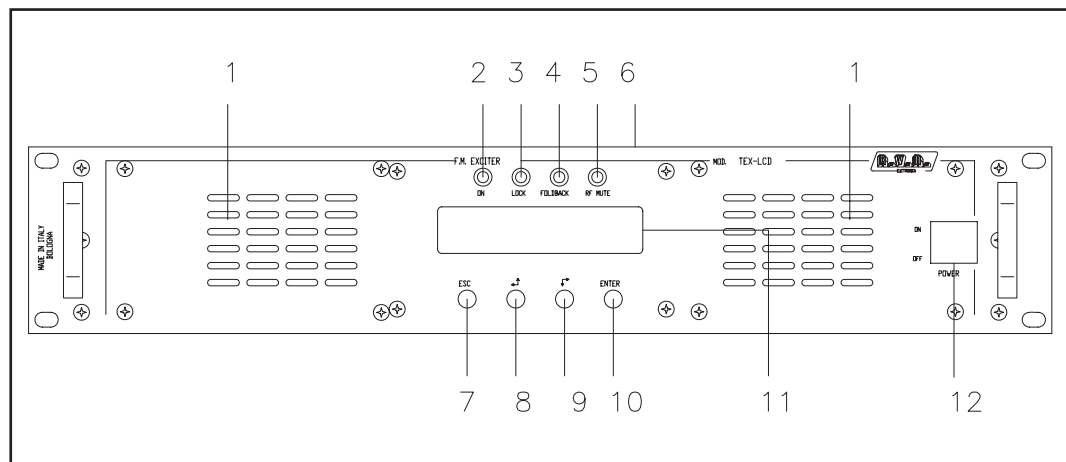 1 2 3 4 5 6 1
F.M. EXCITER MOD. TEX-LCD R.V.R.
ELETTRONICA
ON LOCK FOLDBACK RF MUTE
MADE IN ITALY
BOLOGNA
ON
OFF
POWER
ESC ENTER
7 8 9 10 11 12